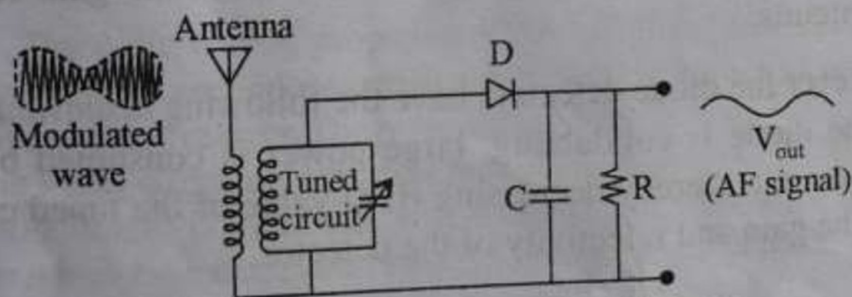 Antenna
D
Modulated
wave
Tuned
circuit
C
R
V out
(AF signal)